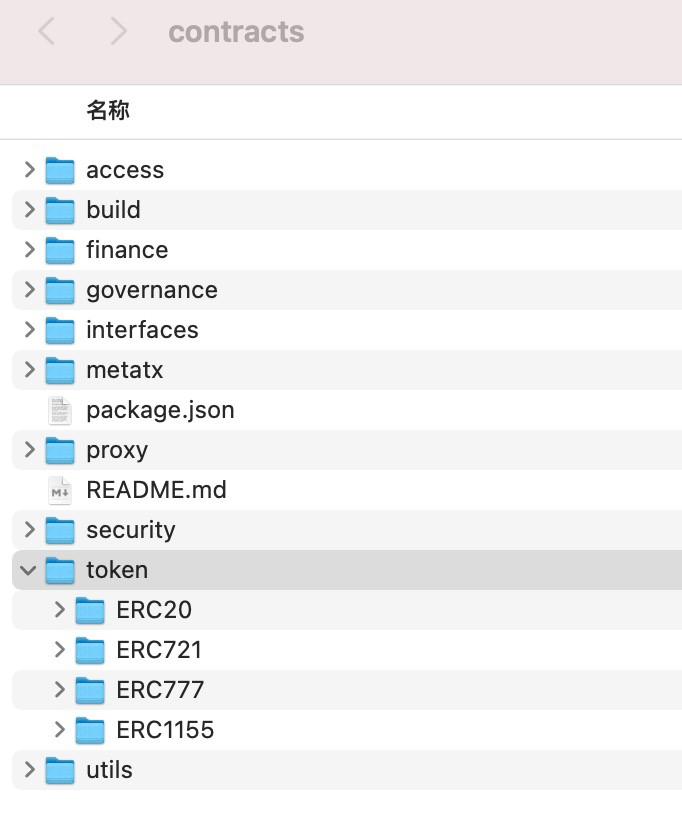 contracts
名称
access
build
finance
governance
interfaces
metatx
package.json
proxy
README.md
security
token
ERC20
ERC721
ERC777
ERC1155
utils